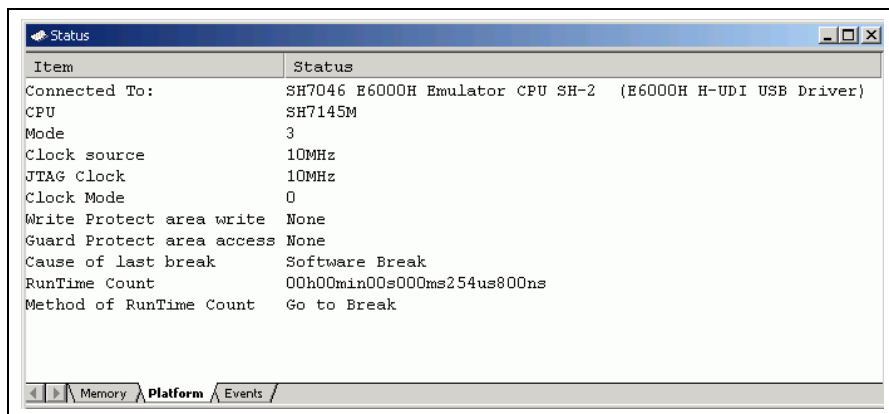 Status
Item Status
Connected To: SH7046 E6000H Emulator CPU SH-2 (E6000H H-UDI USB Driver)
CPU SH7145M
Mode 3
Clock source 10MHz
JTAG Clock 10MHz
Clock Mode 0
Write Protect area write None
Guard Protect area access None
Cause of last break Software Break
RunTime Count 00h00min00s000ms254us800ns
Method of RunTime Count Go to Break
Memory Platform Events